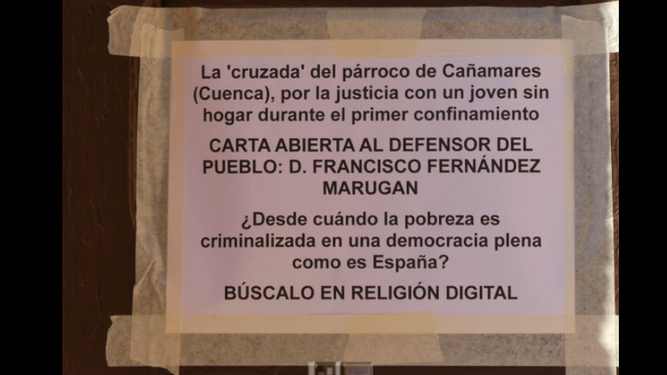 La 'cruzada' del párroco de Cañamares
(Cuenca), por la justicia con un joven sin
hogar durante el primer confinamiento
CARTA ABIERTA AL DEFENSOR DEL
PUEBLO: D. FRANCISCO FERNÁNDEZ
MARUGAN
¿Desde cuándo la pobreza es
criminalizada en una democracia plena
como es España?
BÚSCALO EN RELIGIÓN DIGITAL